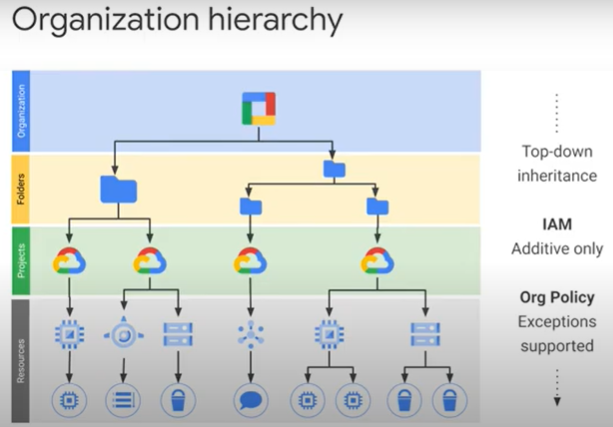 Organization hierarchy
Organization
Folders
Projects
Resources
Top-down
inheritance
IAM
Additive only
Org Policy
Exceptions
supported